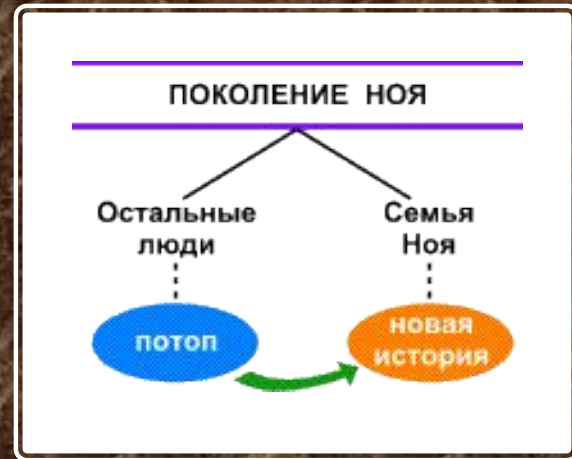 ПОКОЛЕНИЕ НОЯ
Остальные
люди
Семья
Ноя
потоп
новая
история